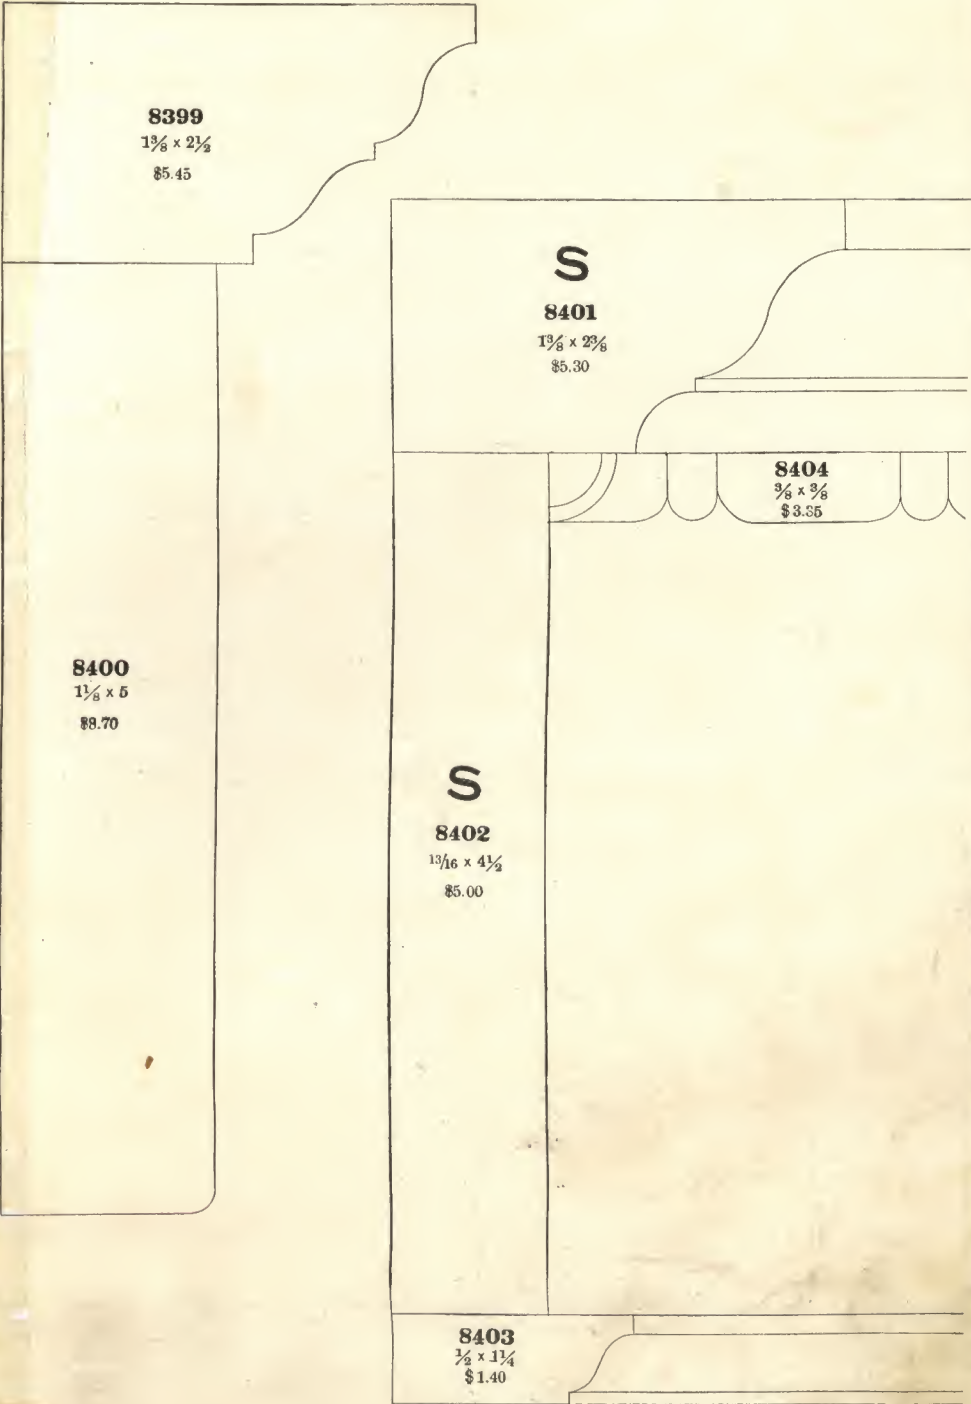 8399
1⅜ x 2½
$5.45
S
8401
1⅜ x 2⅜
$5.30
8404
⅜ x ⅜
8400
1⅛ x 5
$8.70
S
8402
13/16 x 4½
$5.00
8403
½ x 1¼
$1.40